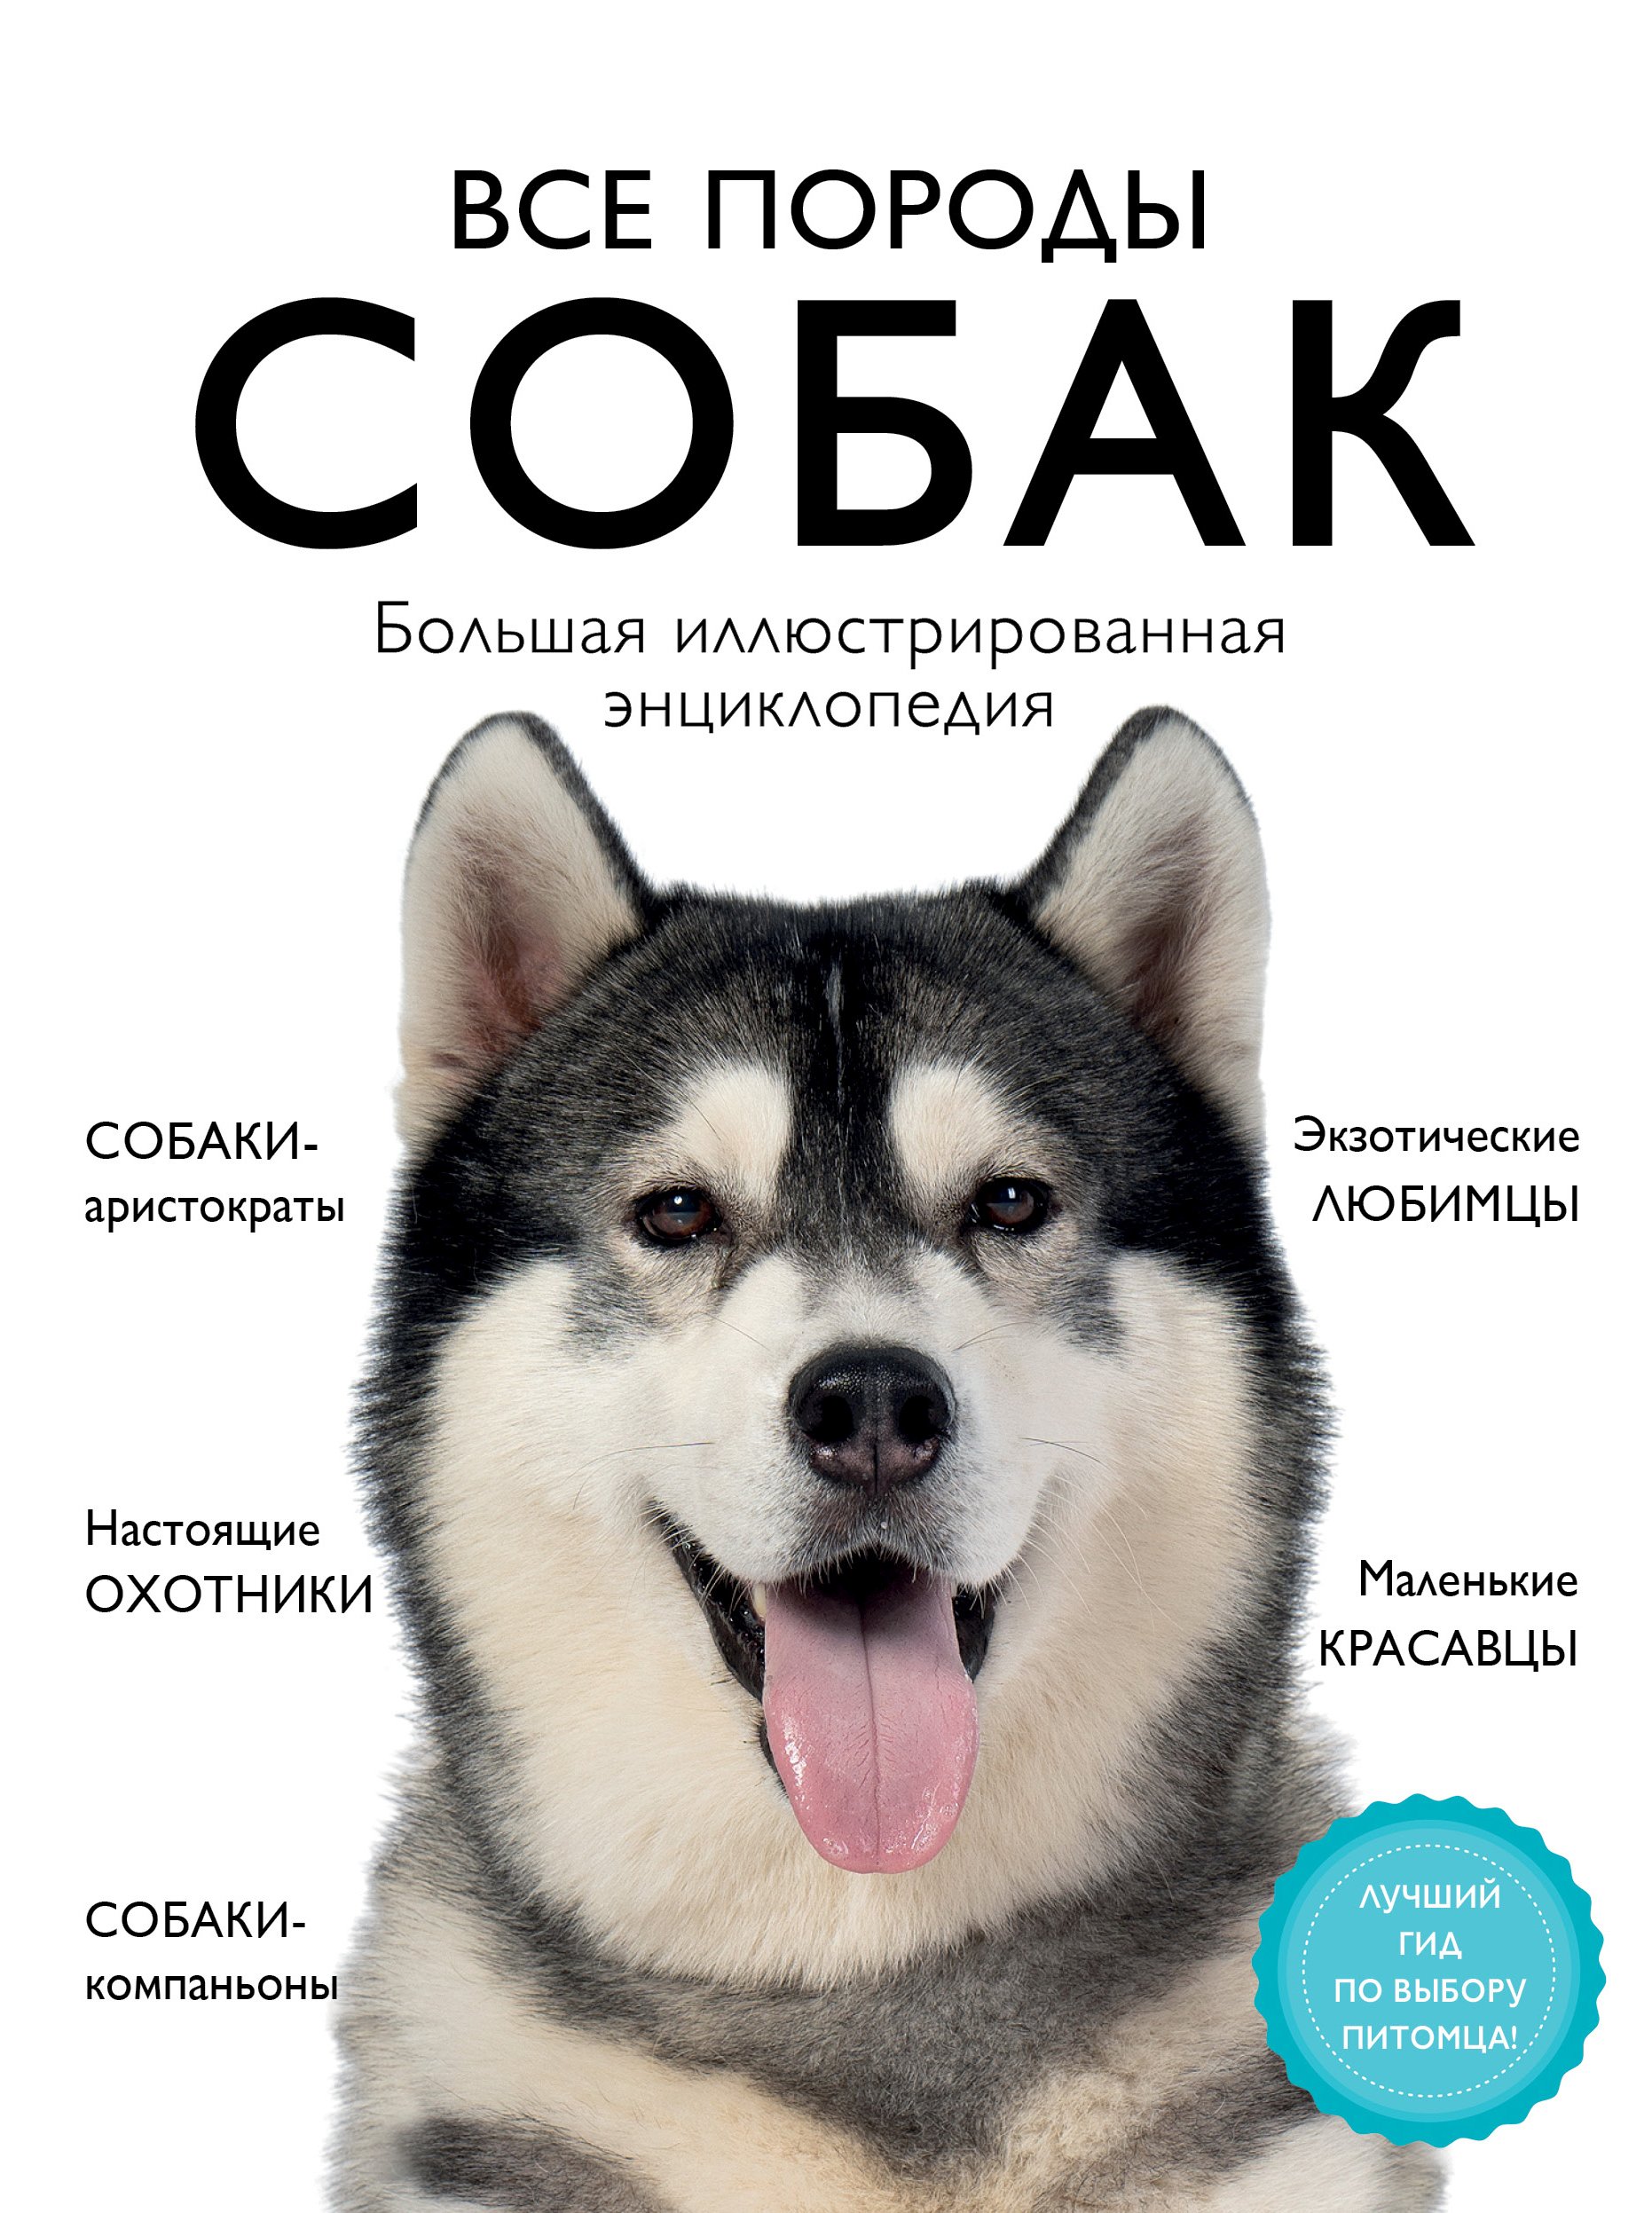 ВСЕ ПОРОДЫ
СОБАК
Большая иллюстрированная
энциклопедия
СОБАКИ-
аристократы
Экзотические
ЛЮБИМЦЫ
Настоящие
ОХОТНИКИ
Маленькие
КРАСАВЦЫ
СОБАКИ-
компаньоны
ЛУЧШИЙ
ГИД
ПО ВЫБОРУ
ПИТОМЦА!